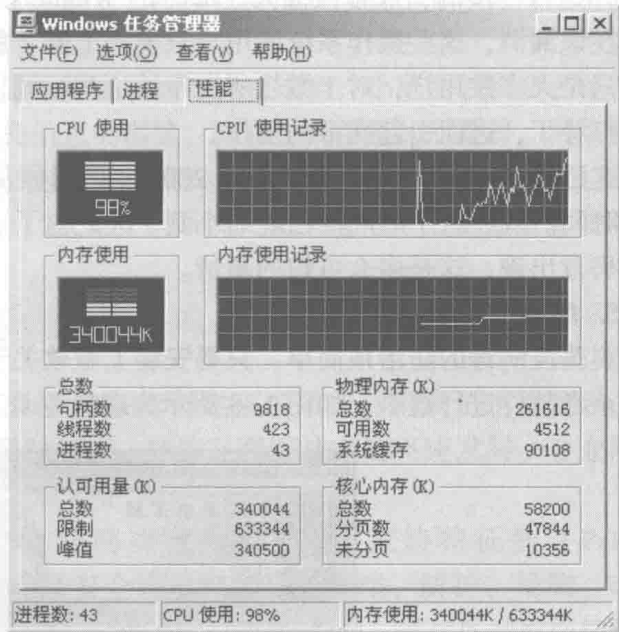 Windows 任务管理器
文件(F) 选项(O) 查看(V) 帮助(H)
应用程序 进程 性能
CPU 使用 CPU 使用记录
98%
内存使用 内存使用记录
340044K
总数
句柄数 9818
线程数 423
进程数 43
物理内存(K)
总数 261616
可用数 4512
系统缓存 90108
认可用量(K)
总数 340044
限制 633344
峰值 340500
核心内存(K)
总数 58200
分页数 47844
未分页 10356
进程数: 43 CPU 使用: 98% 内存使用: 340044K / 633344K